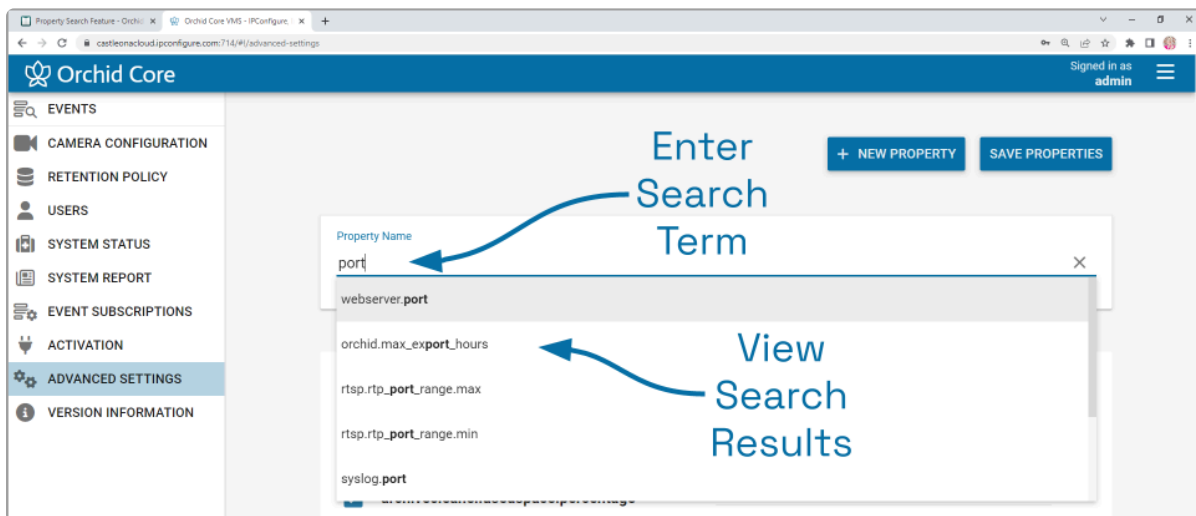 Property Search Feature - Orchid
Orchid Core VMS - IPConfigure,
castleonacloud.ipconfigure.com:714/#!/advanced-settings
Orchid Core
Signed in as
admin
EVENTS
CAMERA CONFIGURATION
RETENTION POLICY
USERS
SYSTEM STATUS
SYSTEM REPORT
EVENT SUBSCRIPTIONS
ACTIVATION
ADVANCED SETTINGS
VERSION INFORMATION
+ NEW PROPERTY
SAVE PROPERTIES
Enter
Search
Term
Property Name
port
webserver.port
orchid.max_export_hours
rtsp.rtp_port_range.max
rtsp.rtp_port_range.min
syslog.port
View
Search
Results